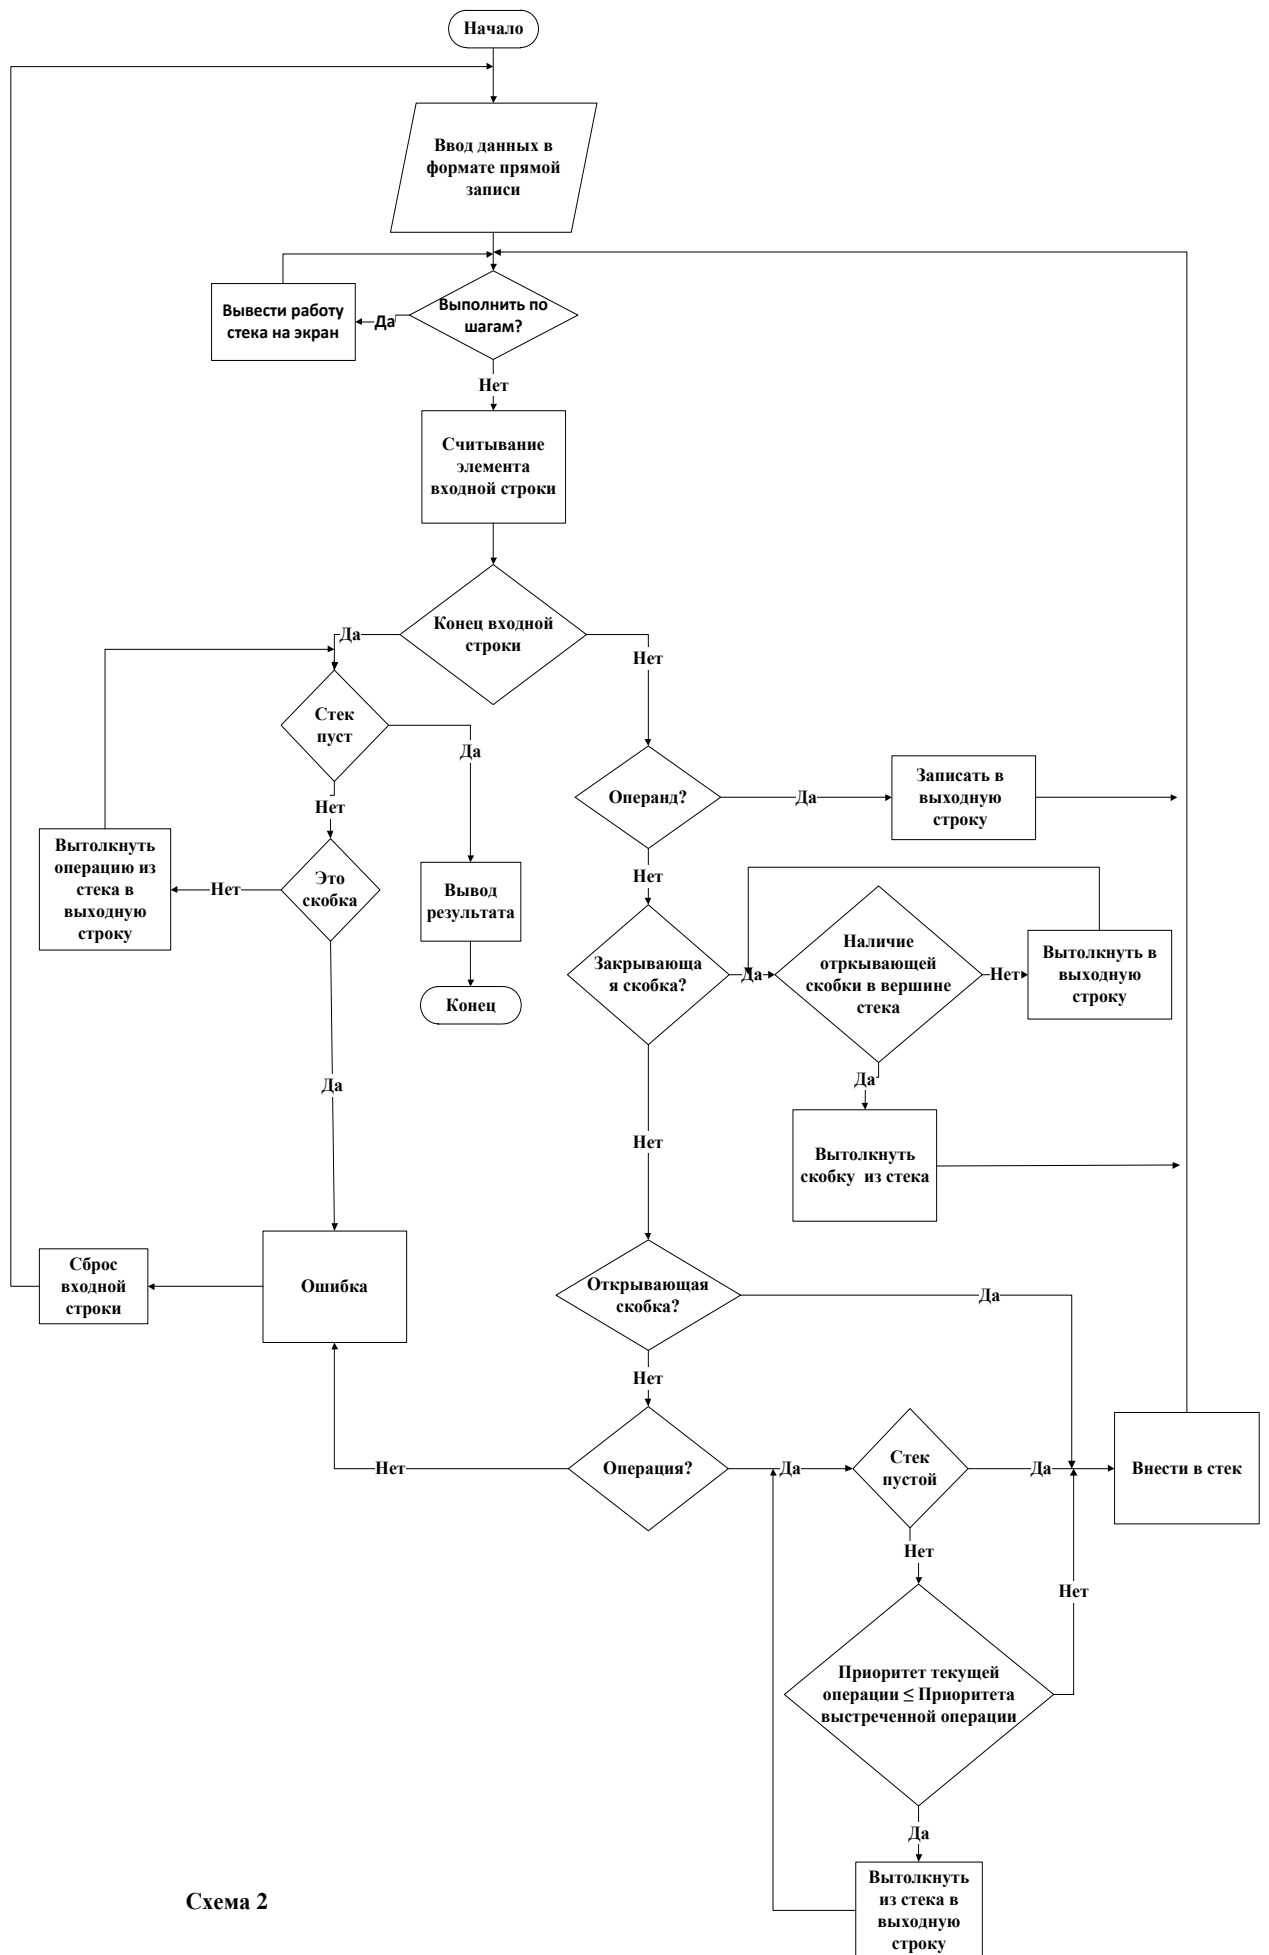 Начало
Ввод данных в
формате прямой
записи
Вывести работу
стека на экран
Да
Выполнить по
шагам?
Нет
Считывание
элемента
входной строки
Да
Конец входной
строки
Нет
Стек
пуст
Да
Нет
Операнд?
Да
Записать в
выходную
строку
Вытолкнуть
операцию из
стека в
выходную
строку
Нет
Это
скобка
Вывод
результата
Нет
Закрывающа
я скобка?
Да
Наличие
отркывающей
скобки в вершине
стека
Нет
Вытолкнуть в
выходную
строку
Конец
Да
Да
Нет
Вытолкнуть
скобку из стека
Сброс
входной
строки
Ошибка
Открывающая
скобка?
Да
Нет
Нет
Операция?
Да
Стек
пустой
Да
Внести в стек
Нет
Нет
Приоритет текущей
операции ≤ Приоритета
выстреченной операции
Да
Вытолкнуть
из стека в
выходную
строку
Схема 2